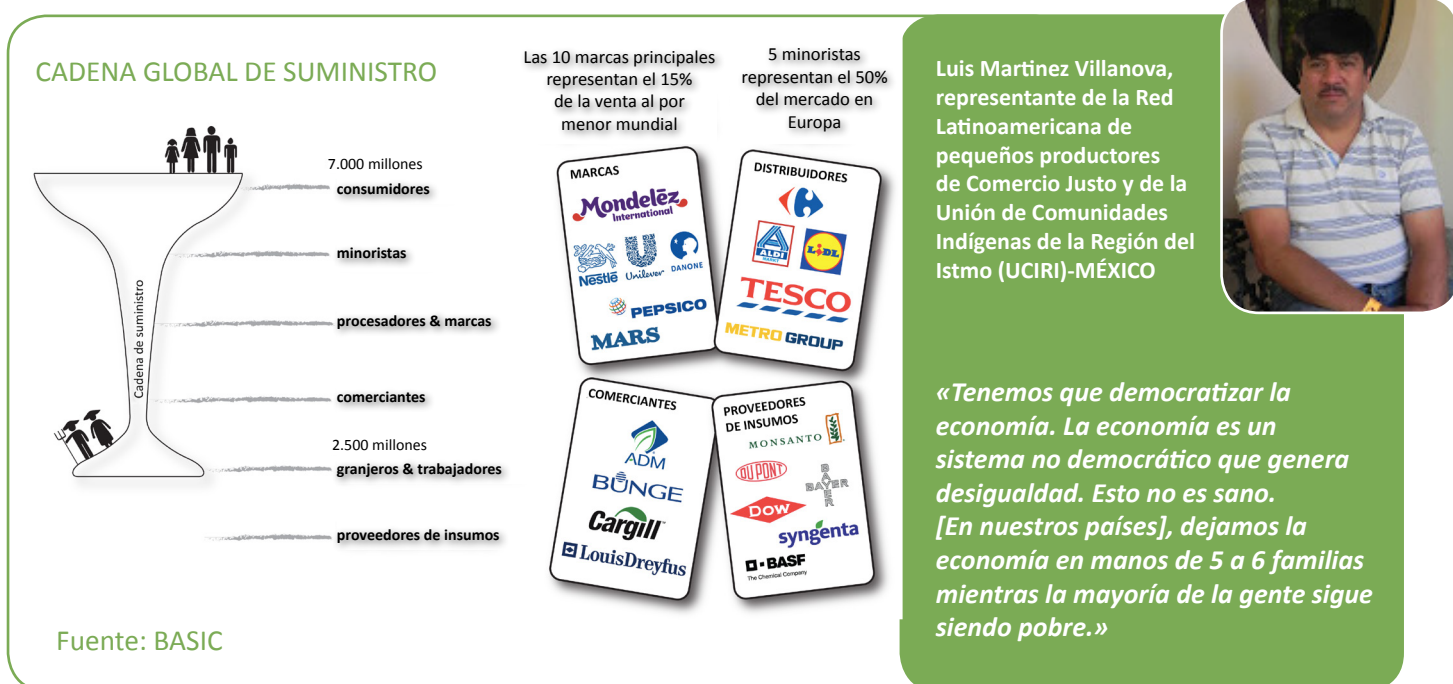 CADENA GLOBAL DE SUMINISTRO
7.000 millones
consumidores
minoristas
procesadores & marcas
comerciantes
2.500 millones
granjeros & trabajadores
proveedores de insumos
Cadena de suministro
Fuente: BASIC
Las 10 marcas principales
representan el 15%
de la venta al por
menor mundial
5 minoristas
representan el 50%
del mercado en
Europa
MARCAS
Mondelēz
International
Nestlé
Unilever
DANONE
PEPSICO
MARS
DISTRIBUIDORES
ALDI
MARKT
LiDL
TESCO
METRO GROUP
COMERCIANTES
ADM
BUNGE
Cargill
LouisDreyfus
PROVEEDORES
DE INSUMOS
MONSANTO
DU PONT
BAYER
BAYER
DOW
syngenta
BASF
The Chemical Company
Luis Martinez Villanova,
representante de la Red
Latinoamericana de
pequeños productores
de Comercio Justo y de la
Unión de Comunidades
Indígenas de la Región del
Istmo (UCIRI)-MÉXICO
«Tenemos que democratizar la
economía. La economía es un
sistema no democrático que genera
desigualdad. Esto no es sano.
[En nuestros países], dejamos la
economía en manos de 5 a 6 familias
mientras la mayoría de la gente sigue
siendo pobre.»